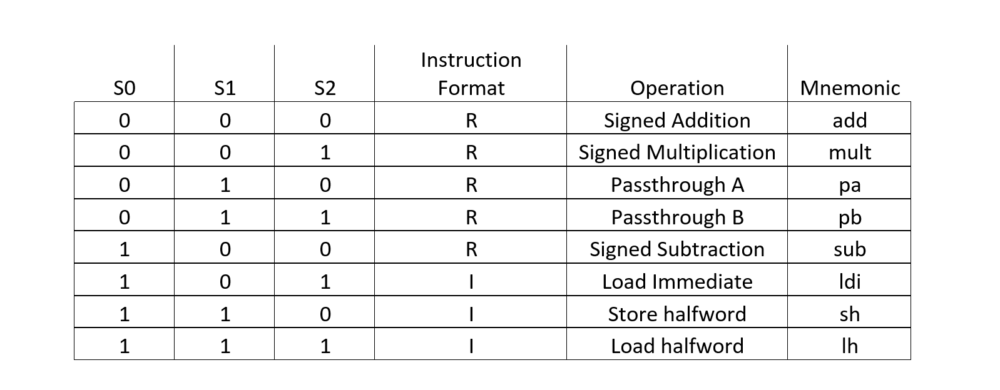 Instruction
S0 S1 S2 Format Operation Mnemonic
0 0 0 R Signed Addition add
0 0 1 R Signed Multiplication mult
0 1 0 R Passthrough A pa
0 1 1 R Passthrough B pb
1 0 0 R Signed Subtraction sub
1 0 1 I Load Immediate ldi
1 1 0 I Store halfword sh
1 1 1 I Load halfword lh